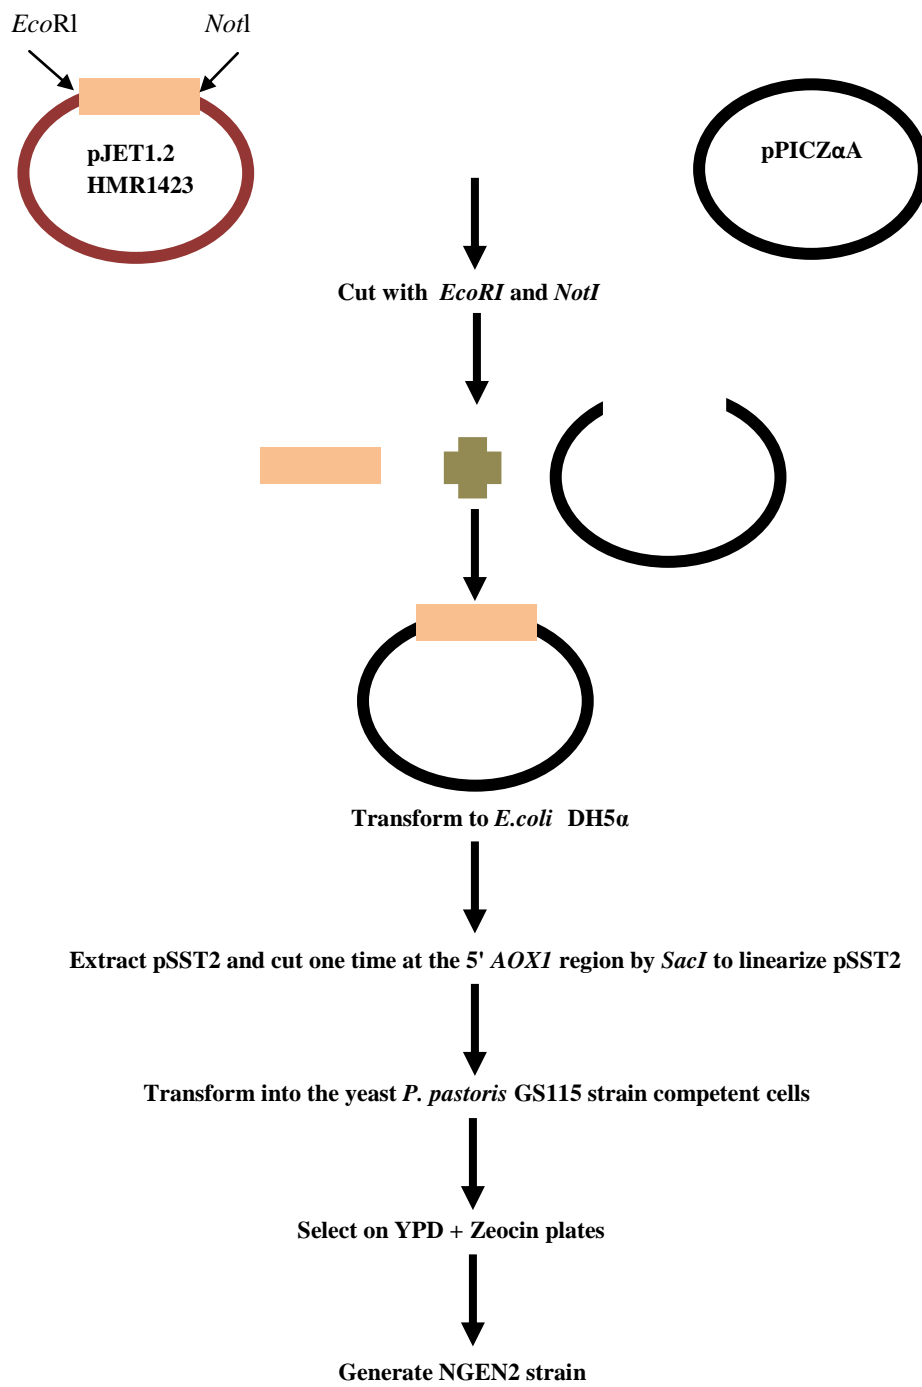 EcoRl
Notl
pJET1.2
HMR1423
pPICZαA
Cut with EcoRI and NotI
Transform to E.coli DH5α
Extract pSST2 and cut one time at the 5' AOX1 region by SacI to linearize pSST2
Transform into the yeast P. pastoris GS115 strain competent cells
Select on YPD + Zeocin plates
Generate NGEN2 strain